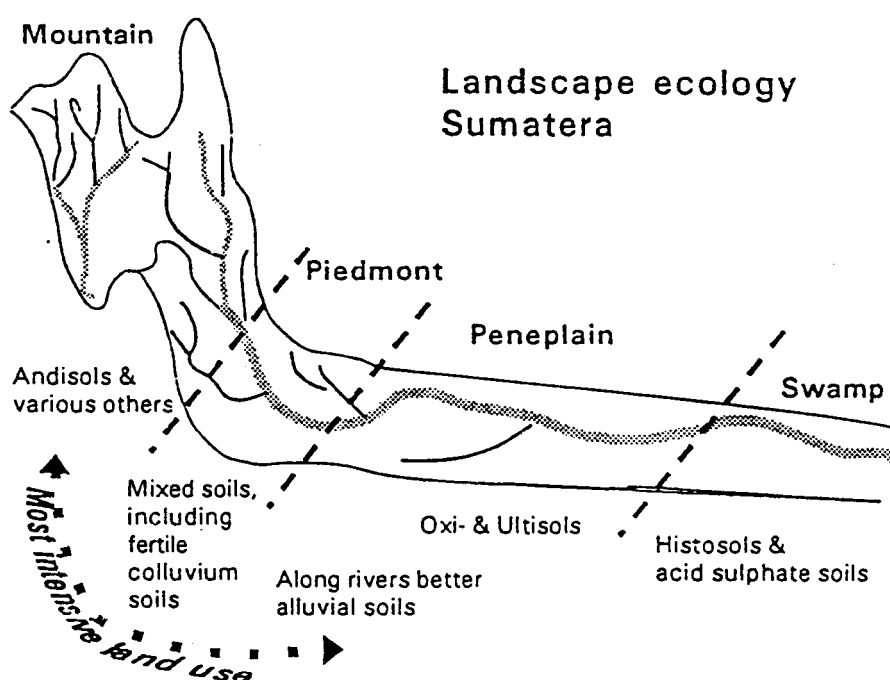 Mountain
Landscape ecology
Sumatera
Piedmont
Peneplain
Swamp
Andisols &
various others
Mixed soils,
including
fertile
colluvium
soils
Along rivers better
alluvial soils
Oxi- & Ultisols
Histosols &
acid sulphate soils
Most intensive land use